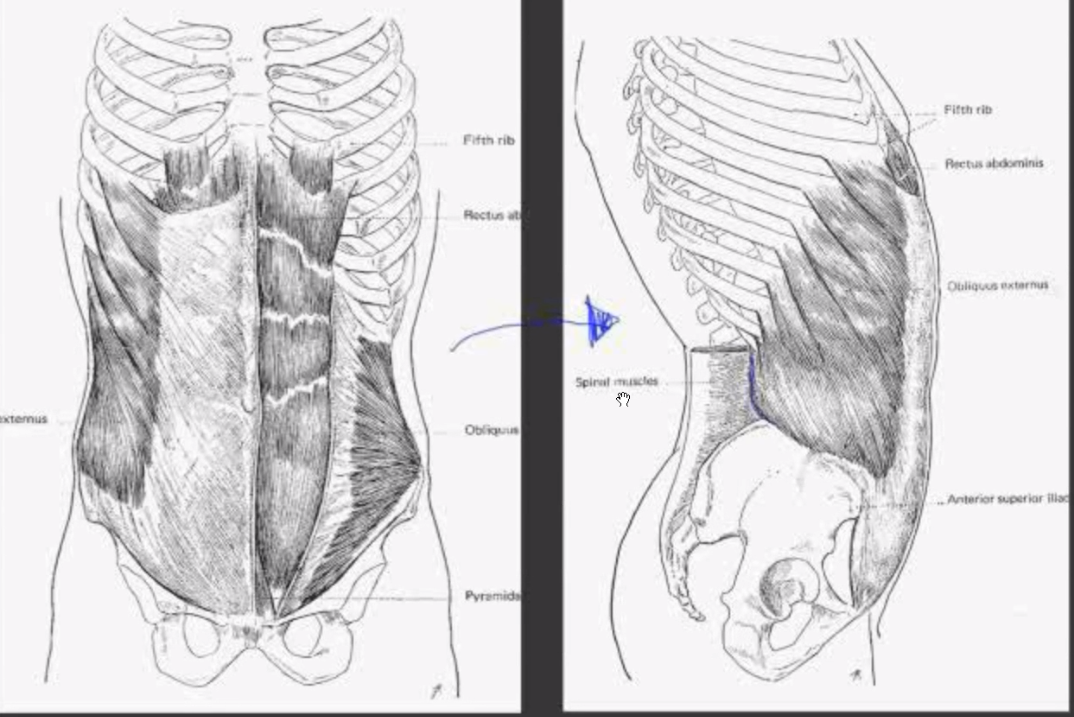 Fifth rib
Rectus ab
externus
Obliquus
Pyramida
Fifth rib
Rectus abdominis
Obliquus externus
Spinal muscles
Anterior superior iliac